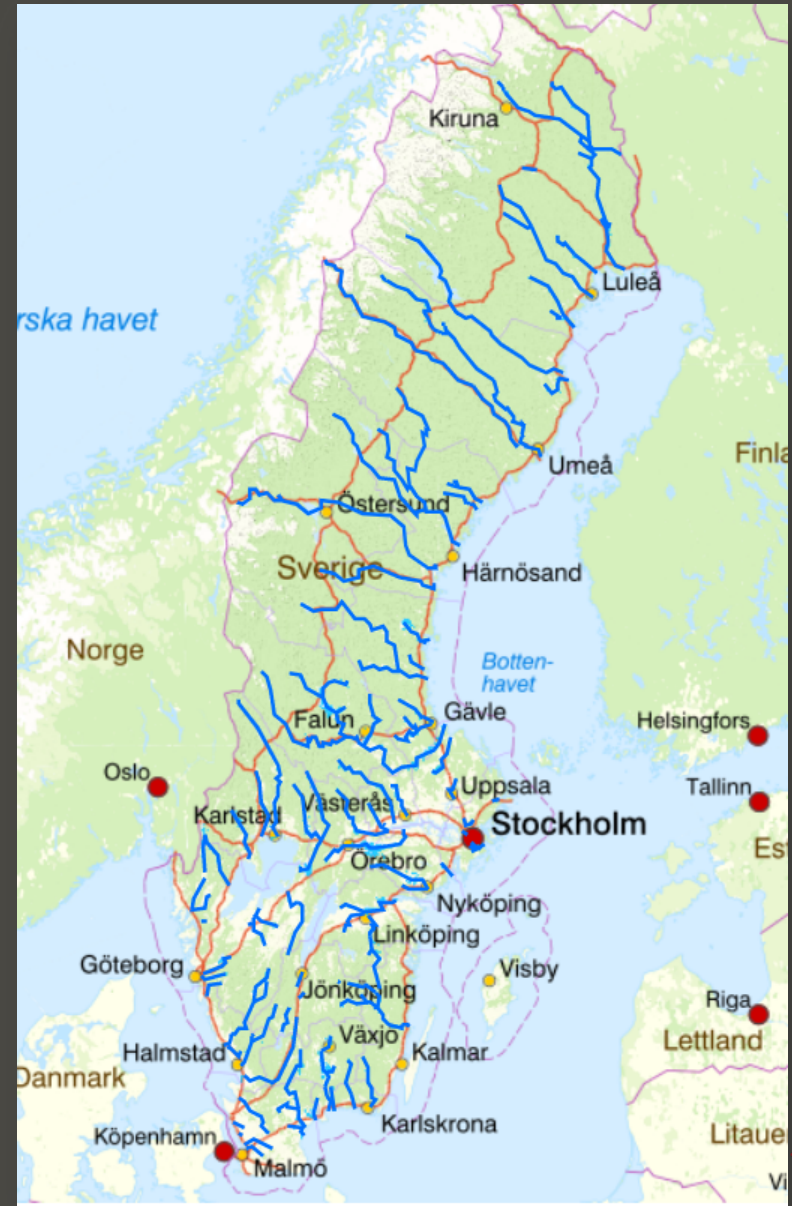 Kiruna
Luleå
rska havet
Umeå
Finla
Östersund
Sverige
Härnösand
Norge
Botten-
havet
Falun
Gävle
Helsingfors
Oslo
Uppsala
Tallinn
Karlstad
Västerås
Stockholm
Est
Örebro
Nyköping
Linköping
Göteborg
Visby
Jönköping
Riga
Växjö
Lettland
Halmstad
Kalmar
Danmark
Karlskrona
Köpenhamn
Litauen
Malmö
Vi